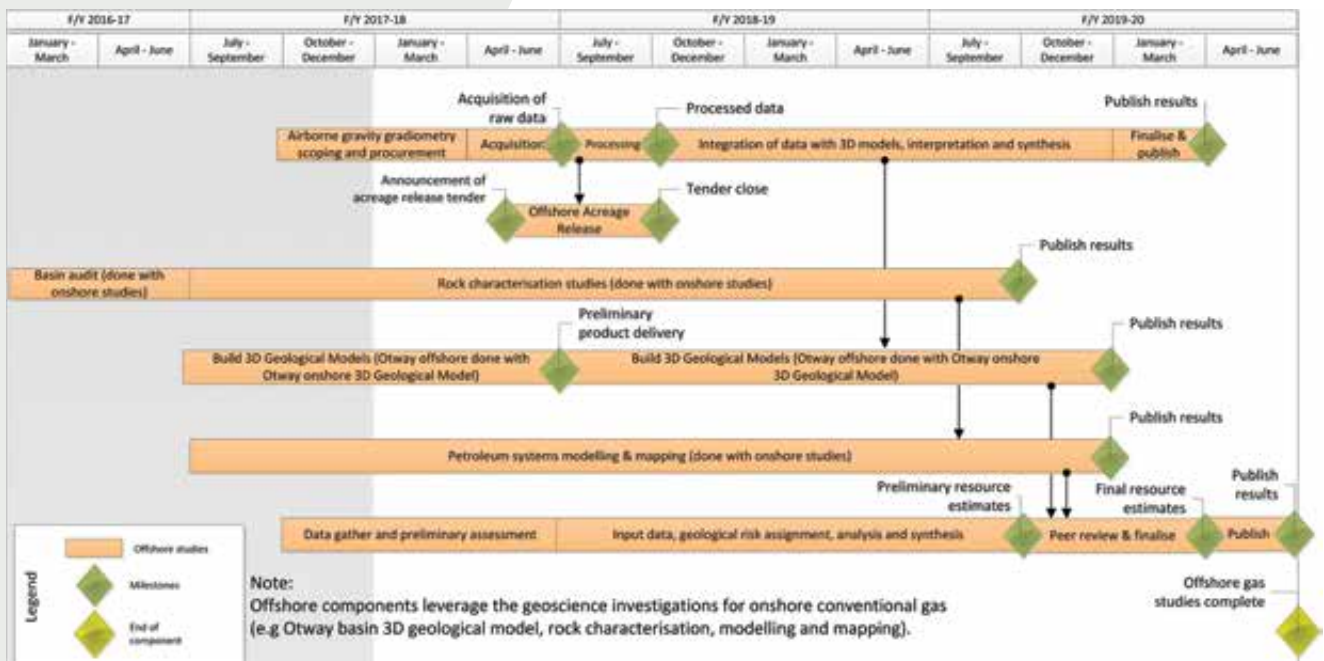 F/Y 2016-17 F/Y 2017-18 F/Y 2018-19 F/Y 2019-20
January - March
April - June
July - September
October - December
January - March
April - June
July - September
October - December
January - March
April - June
July - September
October - December
January - March
April - June
Acquisition of
raw data
Processed data
Publish results
Airborne gravity gradiometry
scoping and procurement
Acquisition
Processing
Integration of data with 3D models, interpretation and synthesis
Finalise &
publish
Announcement of
acreage release tender
Tender close
Offshore Acreage
Release
Publish results
Basin audit (done with
onshore studies)
Rock characterisation studies (done with onshore studies)
Preliminary
product delivery
Publish results
Build 3D Geological Models (Otway offshore done with
Otway onshore 3D Geological Model)
Build 3D Geological Models (Otway offshore done with Otway onshore
3D Geological Model)
Publish results
Petroleum systems modelling & mapping (done with onshore studies)
Preliminary resource
estimates
Final resource
estimates
Publish
results
Data gather and preliminary assessment
Input data, geological risk assignment, analysis and synthesis
Peer review & finalise
Publish
Legend
Offshore studies
Milestones
End of
component
Note:
Offshore components leverage the geoscience investigations for onshore conventional gas
(e.g Otway basin 3D geological model, rock characterisation, modelling and mapping).
Offshore gas
studies complete